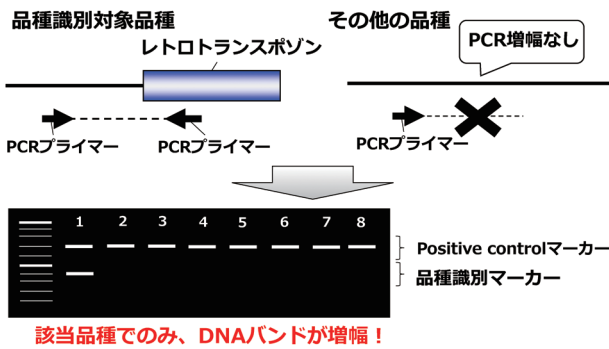 品種識別対象品種
その他の品種
レトロトランスポゾン
PCR増幅なし
PCRプライマー
PCRプライマー
PCRプライマー
1 2 3 4 5 6 7 8
Positive controlマーカー
品種識別マーカー
該当品種でのみ、DNAバンドが増幅！